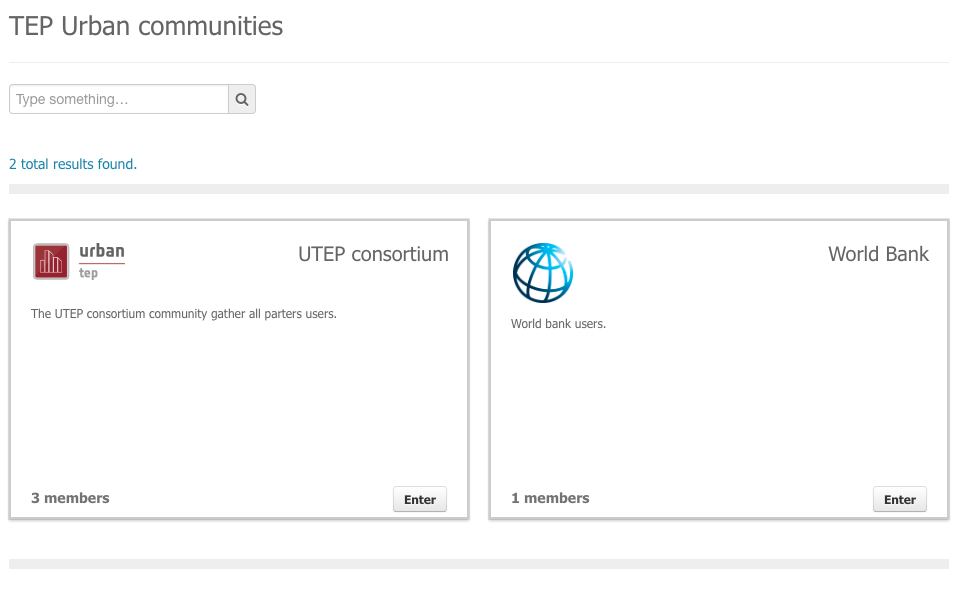 TEP Urban communities
Type something...
2 total results found.
urban
tep
UTEP consortium
The UTEP consortium community gather all parters users.
3 members
Enter
World Bank
World bank users.
1 members
Enter